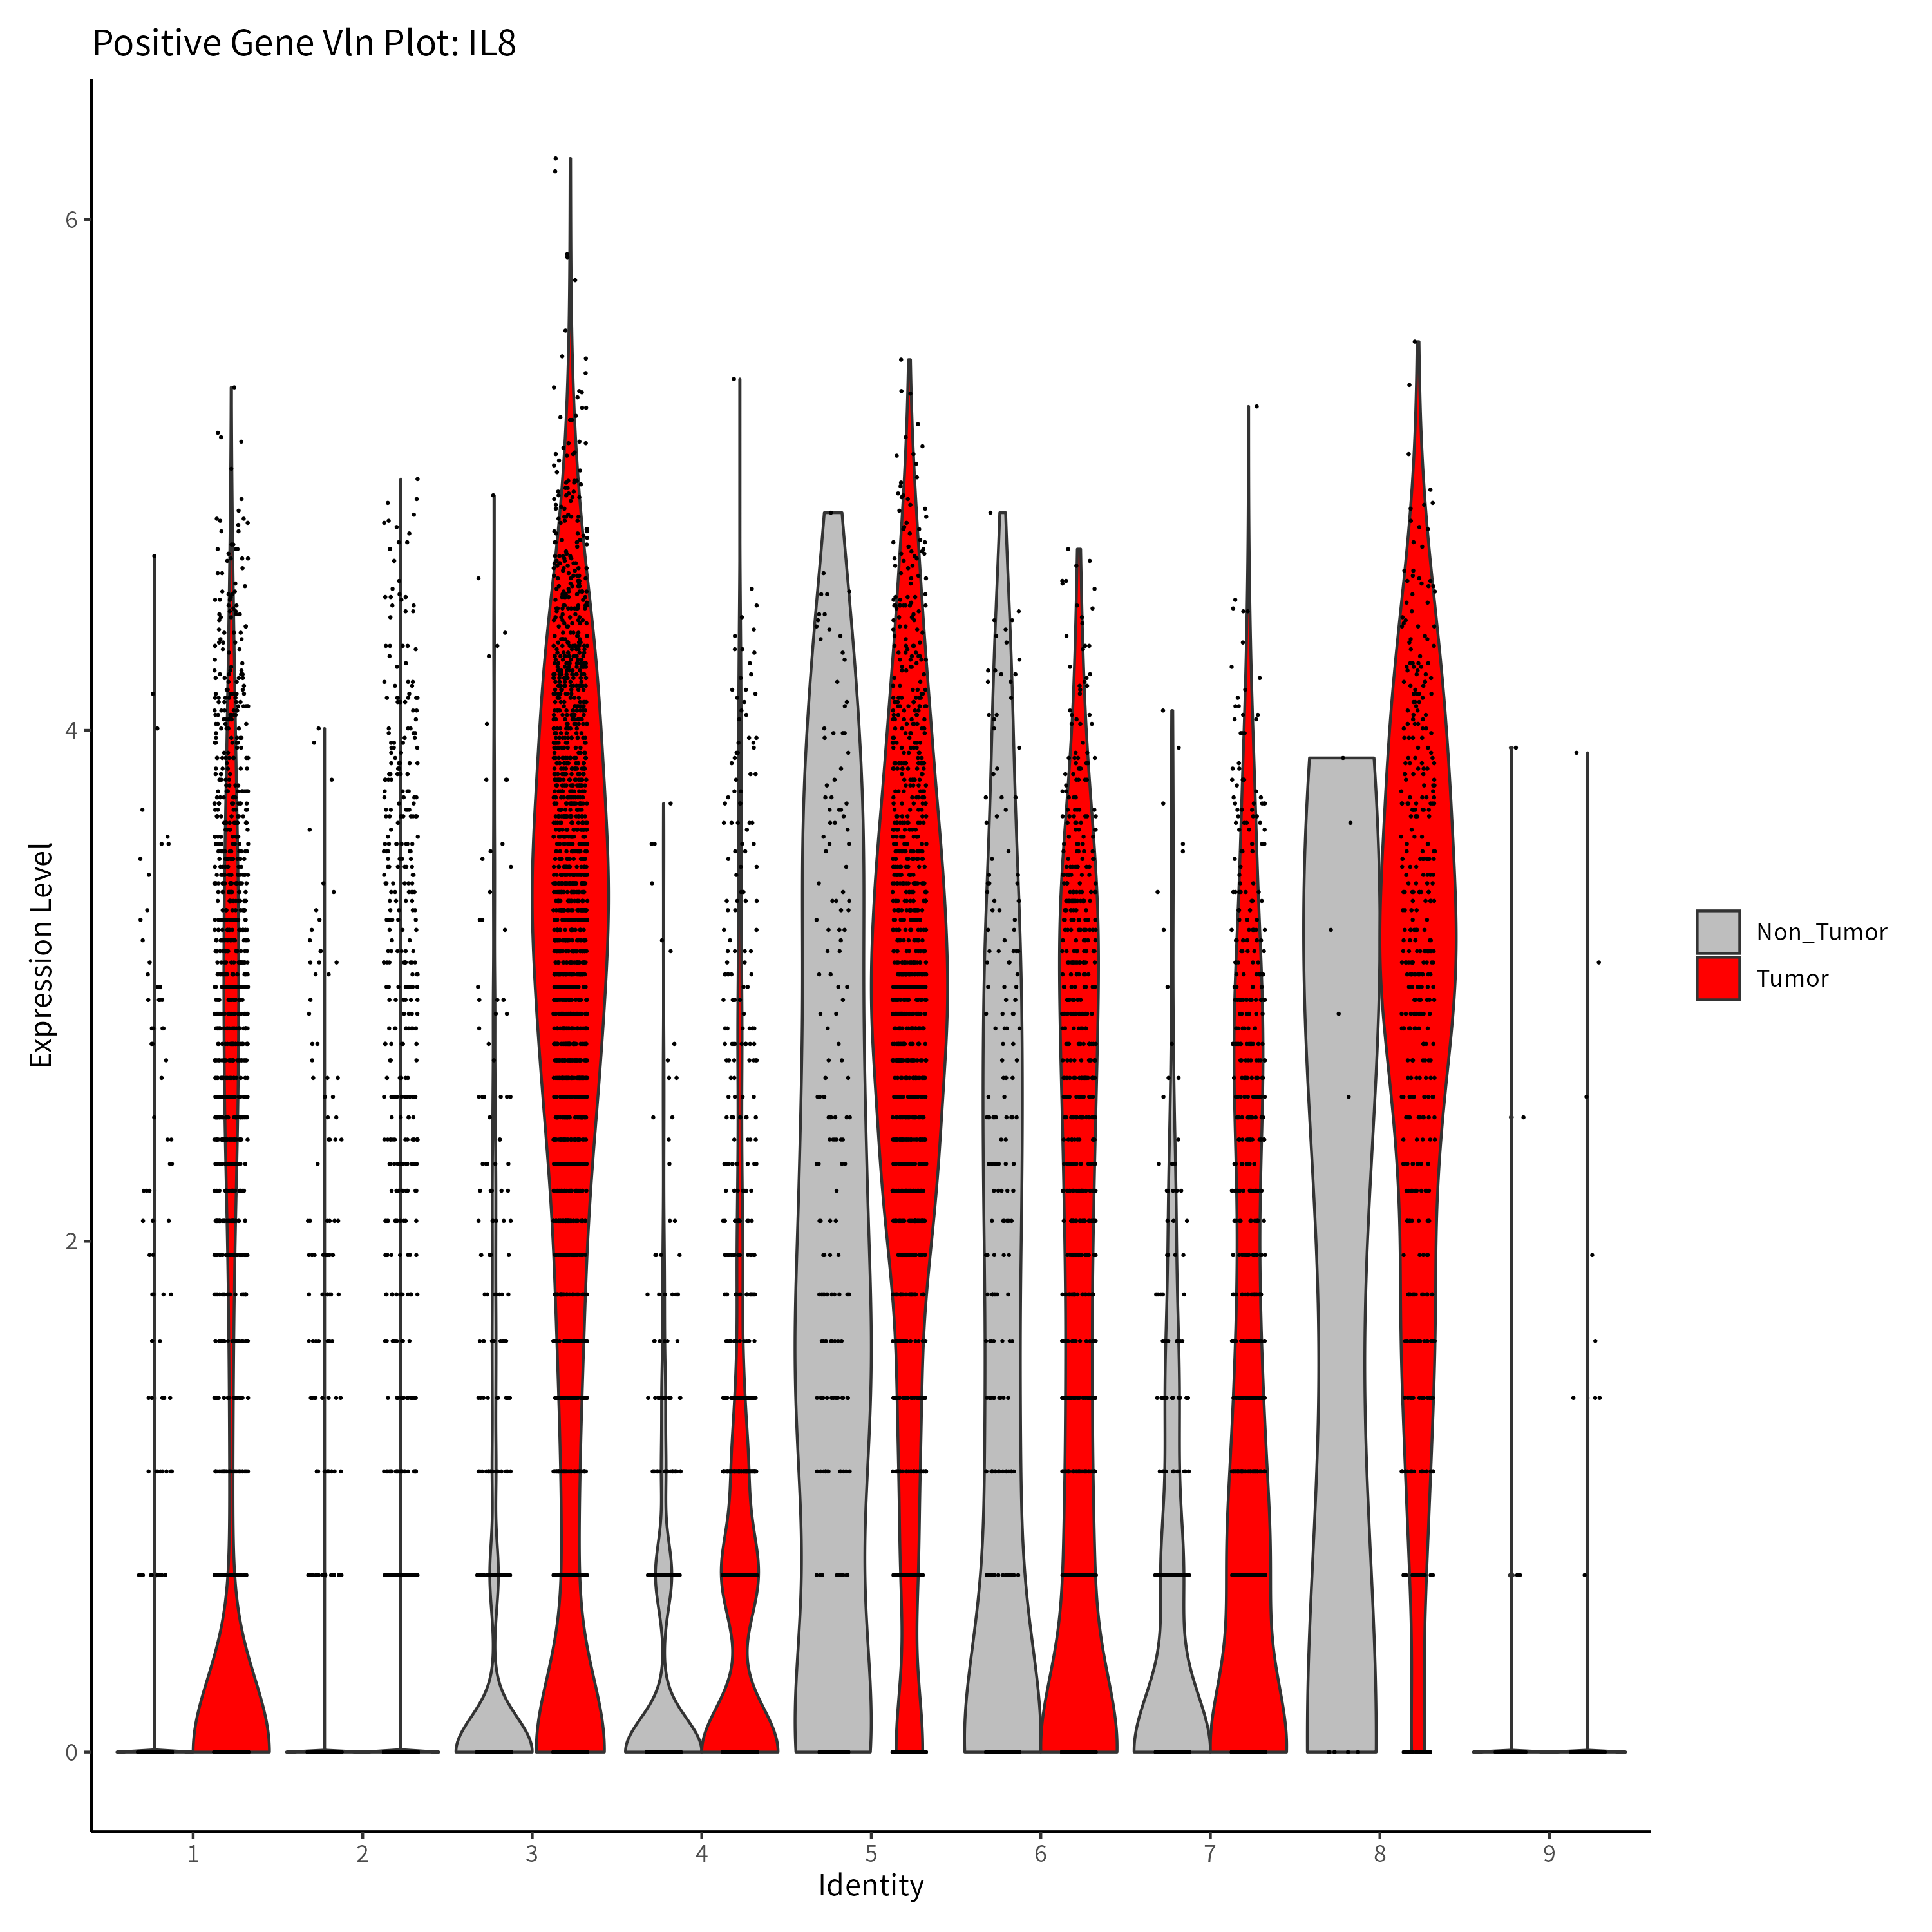 Positive Gene Vln Plot: IL8
6
4
2
0
Expression Level
1 2 3 4 5 6 7 8 9
Identity
Non_Tumor
Tumor